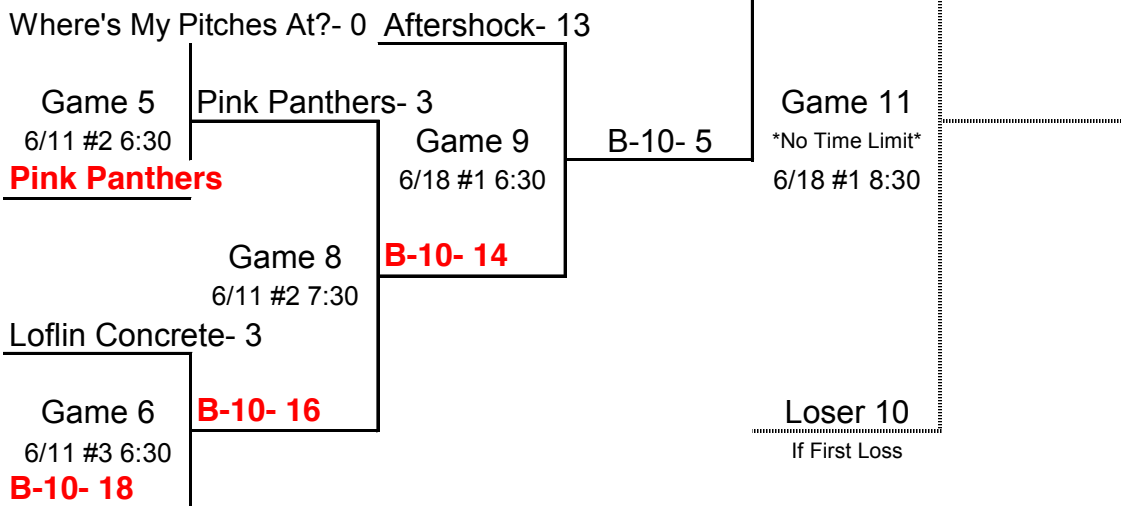 Where's My Pitches At?- 0
Aftershock- 13
Game 5
Pink Panthers- 3
Game 11
6/11 #2 6:30
Game 9
B-10- 5
*No Time Limit*
Pink Panthers
6/18 #1 6:30
6/18 #1 8:30
Game 8
B-10- 14
6/11 #2 7:30
Loflin Concrete- 3
Game 6
B-10- 16
Loser 10
6/11 #3 6:30
If First Loss
B-10- 18